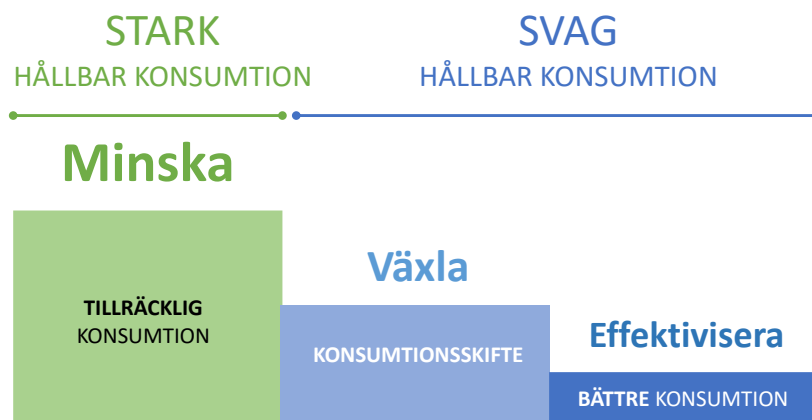 STARK
HÅLLBAR KONSUMTION
SVAG
HÅLLBAR KONSUMTION
Minska
TILLRÄCKLIG
KONSUMTION
Växla
KONSUMTIONSSKIFTE
Effektivisera
BÄTTRE KONSUMTION